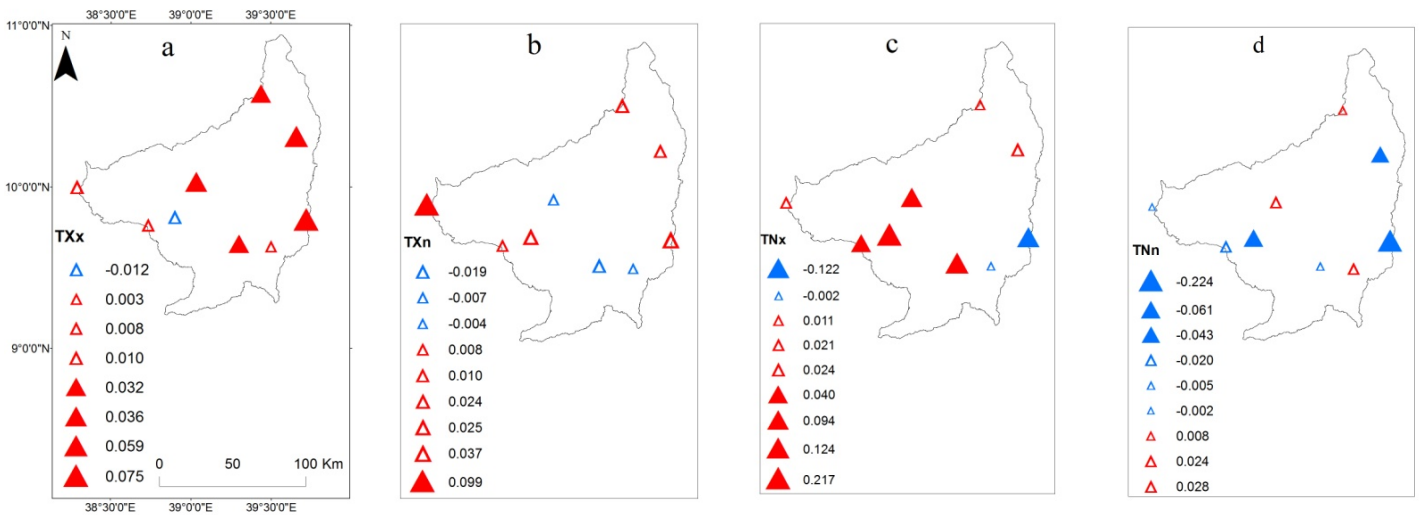 38°30'0"E 39°0'0"E 39°30'0"E
11°0'0"N
10°0'0"N
9°0'0"N
N
a
TXx
-0.012
0.003
0.008
0.010
0.032
0.036
0.059
0.075
0 50 100 Km
38°30'0"E 39°0'0"E 39°30'0"E
b
TXn
-0.019
-0.007
-0.004
0.008
0.010
0.024
0.025
0.037
0.099
c
TNx
-0.122
-0.002
0.011
0.021
0.024
0.040
0.094
0.124
0.217
d
TNn
-0.224
-0.061
-0.043
-0.020
-0.005
-0.002
0.008
0.024
0.028